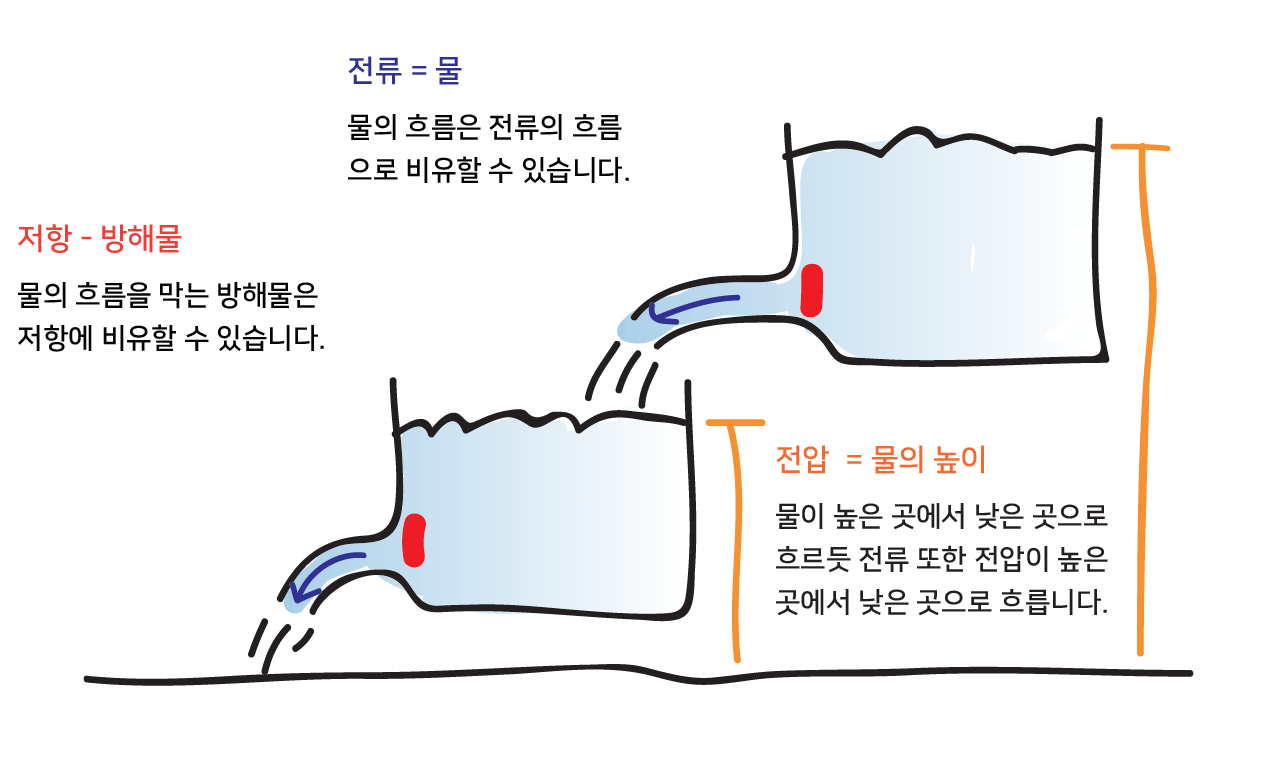 전류 = 물
물의 흐름은 전류의 흐름
으로 비유할 수 있습니다.
저항 - 방해물
물의 흐름을 막는 방해물은
저항에 비유할 수 있습니다.
전압 = 물의 높이
물이 높은 곳에서 낮은 곳으로
흐르듯 전류 또한 전압이 높은
곳에서 낮은 곳으로 흐릅니다.